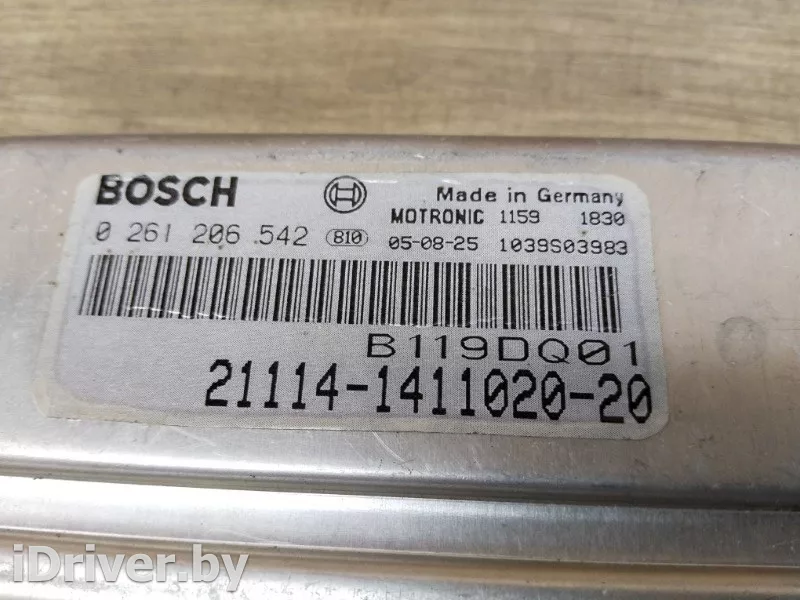 BOSCH
Made in Germany
MOTRONIC 1159 1830
0 261 206 542 810 05-08-25 1039S03983
B119DQ01
21114-1411020-20
iDriver.by